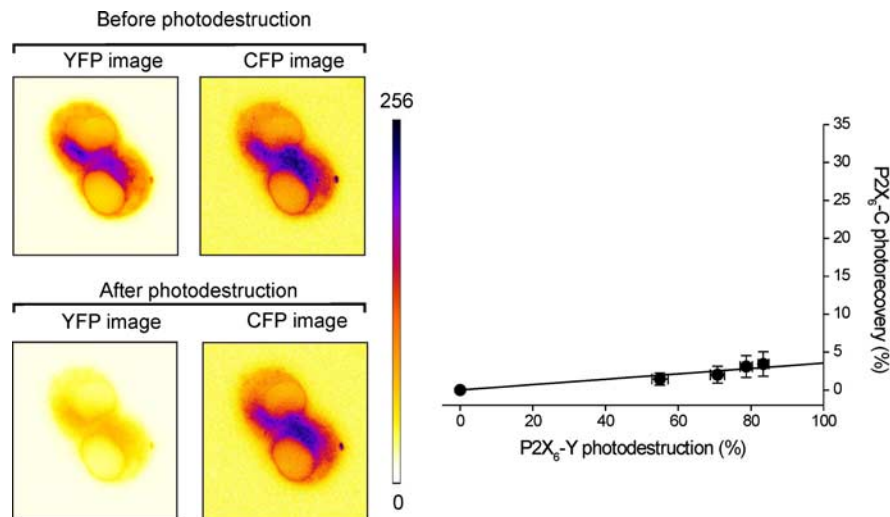 Before photodestruction
YFP image
CFP image
256
After photodestruction
YFP image
CFP image
0
35
30
25
20
15
10
5
0
P2X₆-C photorecovery (%)
0 20 40 60 80 100
P2X₆-Y photodestruction (%)